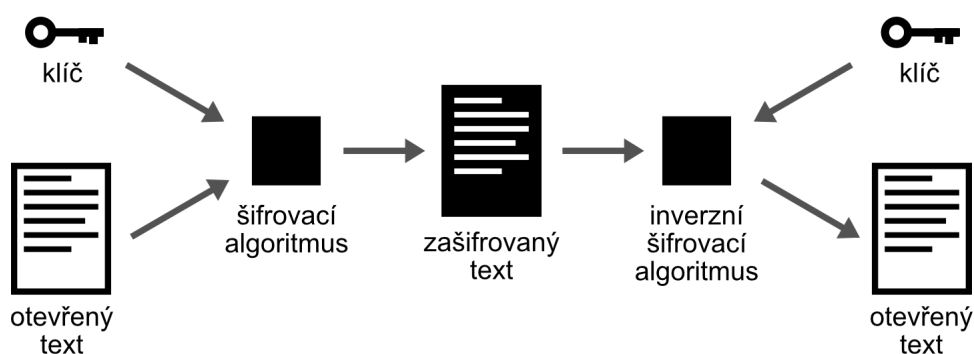 klíč
klíč
šifrovací
algoritmus
zašifrovaný
text
inverzní
šifrovací
algoritmus
otevřený
text
otevřený
text